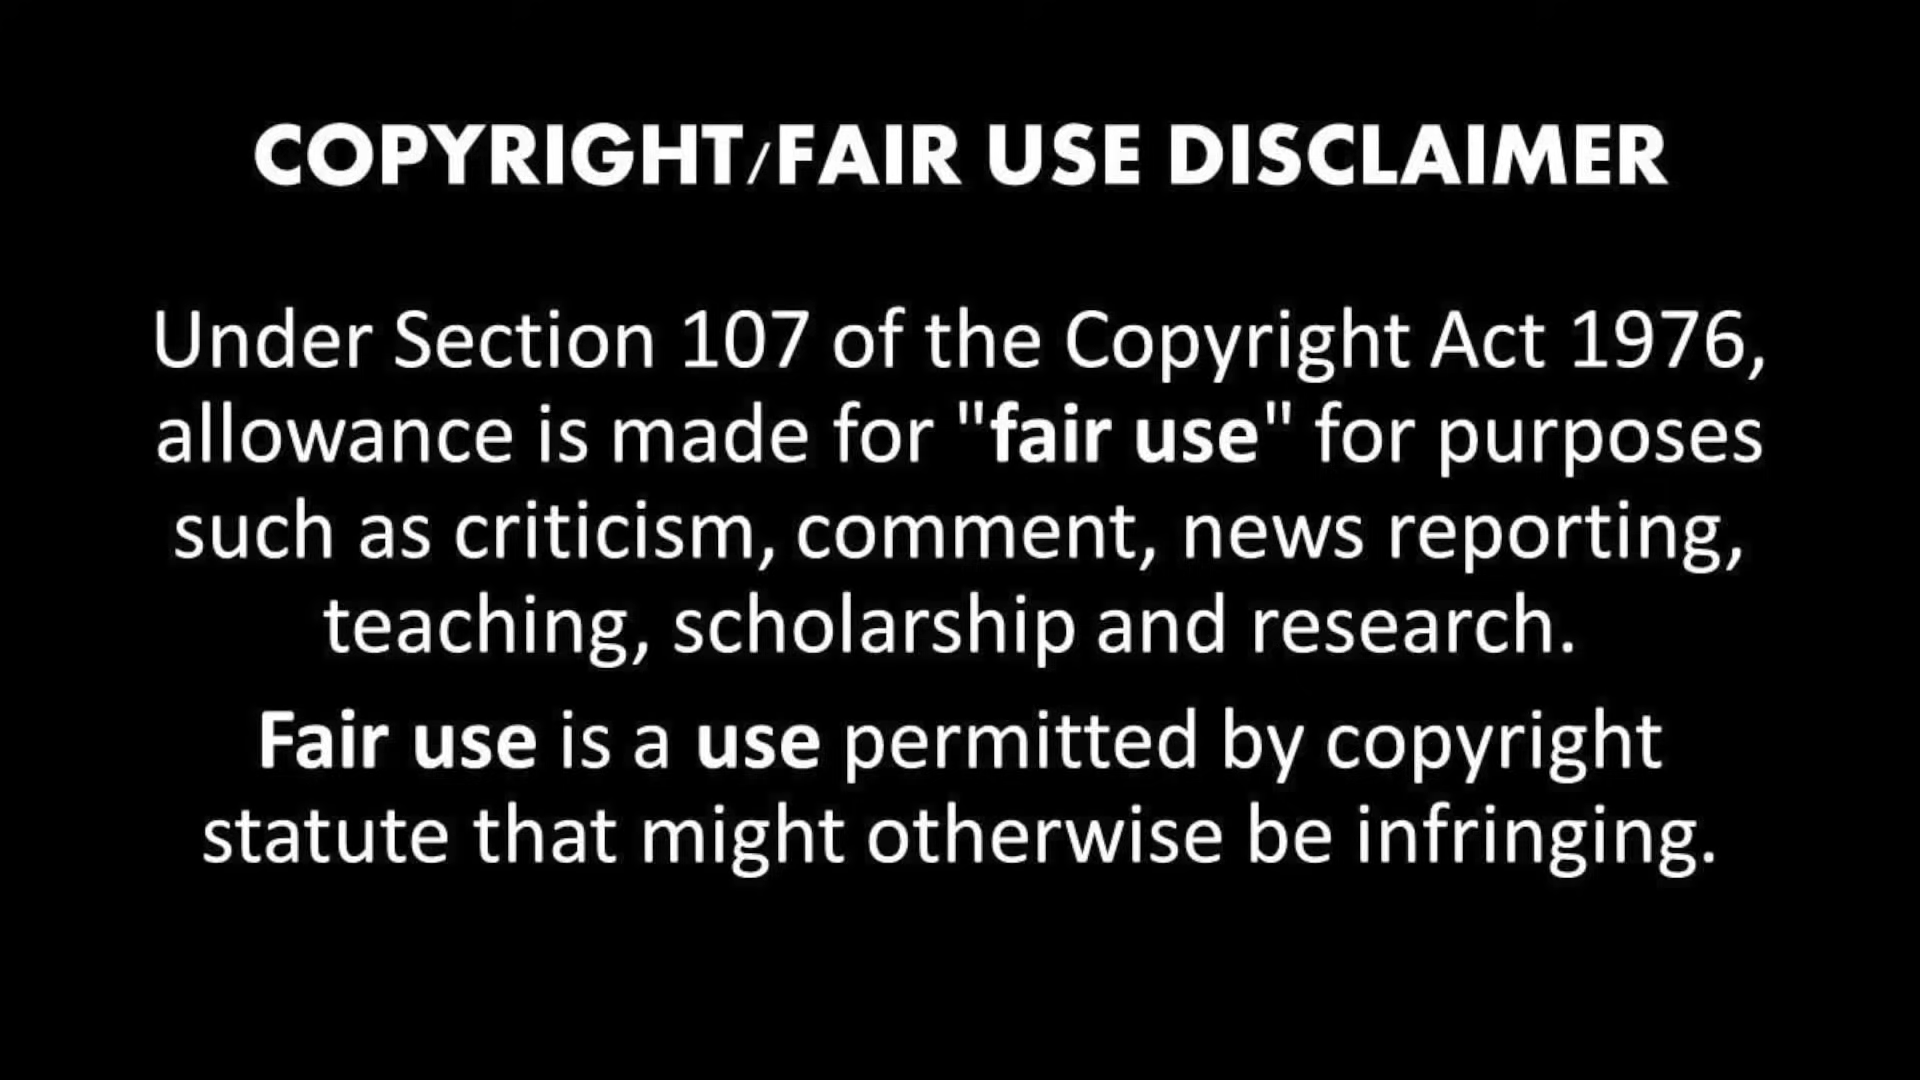 COPYRIGHT/FAIR USE DISCLAIMER
Under Section 107 of the Copyright Act 1976,
allowance is made for "fair use" for purposes
such as criticism, comment, news reporting,
teaching, scholarship and research.
Fair use is a use permitted by copyright
statute that might otherwise be infringing.